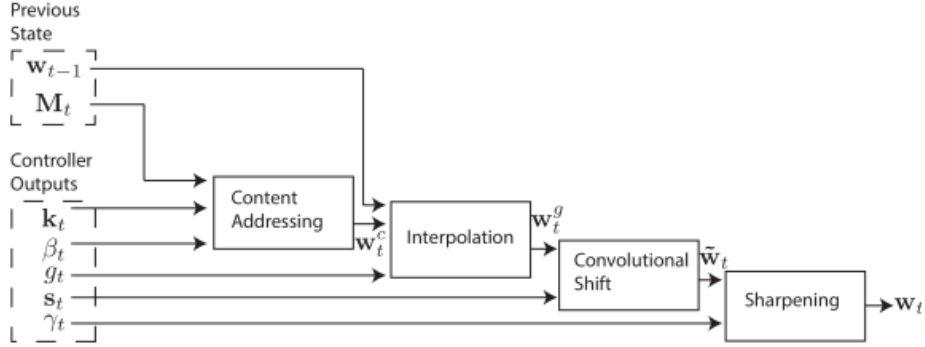 Previous
State
w_{t−1}
M_t
Controller
Outputs
k_t
β_t
g_t
s_t
γ_t
Content
Addressing
w_t^c
Interpolation
w_t^g
Convolutional
Shift
w̃_t
Sharpening
w_t